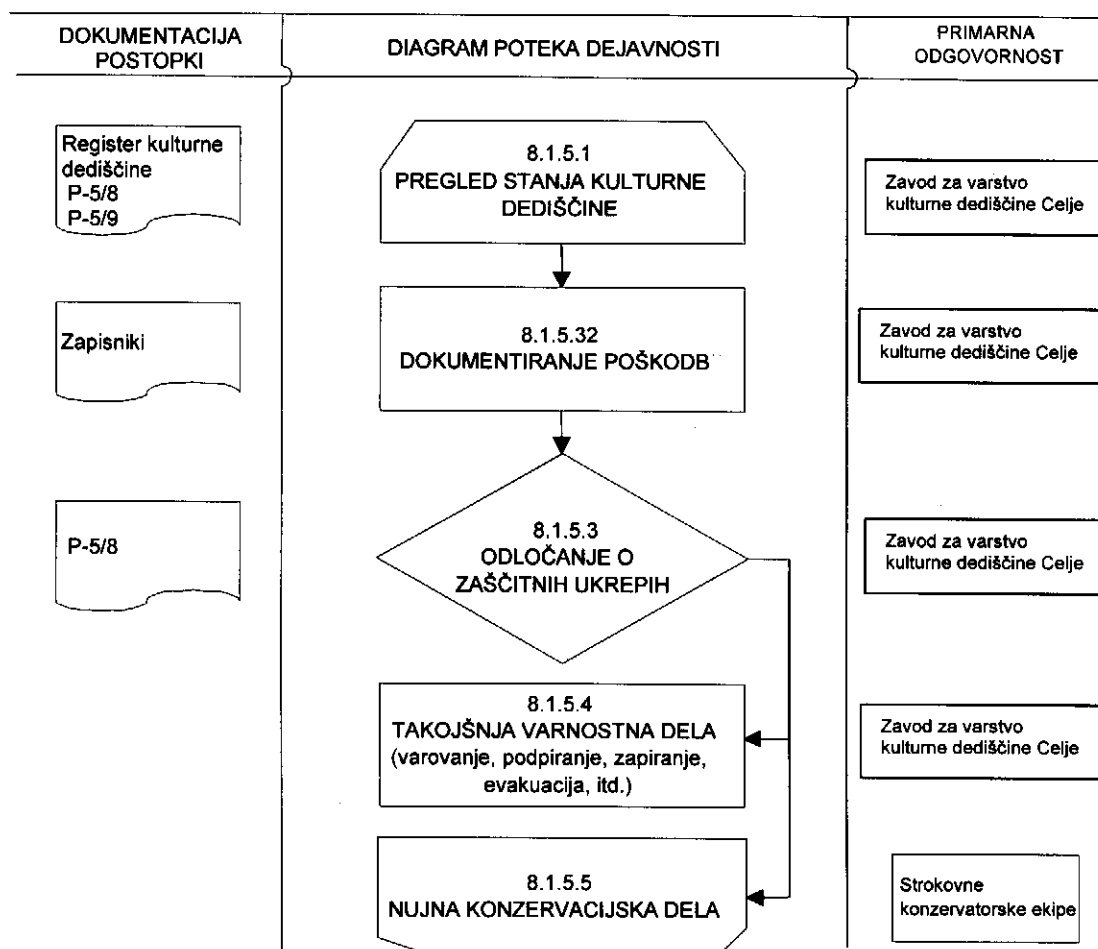 DOKUMENTACIJA
POSTOPKI
DIAGRAM POTEKA DEJAVNOSTI
PRIMARNA
ODGOVORNOST
Register kulturne
dediščine
P-5/8
P-5/9
8.1.5.1
PREGLED STANJA KULTURNE
DEDIŠČINE
Zavod za varstvo
kulturne dediščine Celje
Zapisniki
8.1.5.32
DOKUMENTIRANJE POŠKODB
Zavod za varstvo
kulturne dediščine Celje
P-5/8
8.1.5.3
ODLOČANJE O
ZAŠČITNIH UKREPIH
Zavod za varstvo
kulturne dediščine Celje
8.1.5.4
TAKOJŠNJA VARNOSTNA DELA
(varovanje, podpiranje, zapiranje,
evakuacija, itd.)
Zavod za varstvo
kulturne dediščine Celje
8.1.5.5
NUJNA KONZERVACIJSKA DELA
Strokovne
konzervatorske ekipe